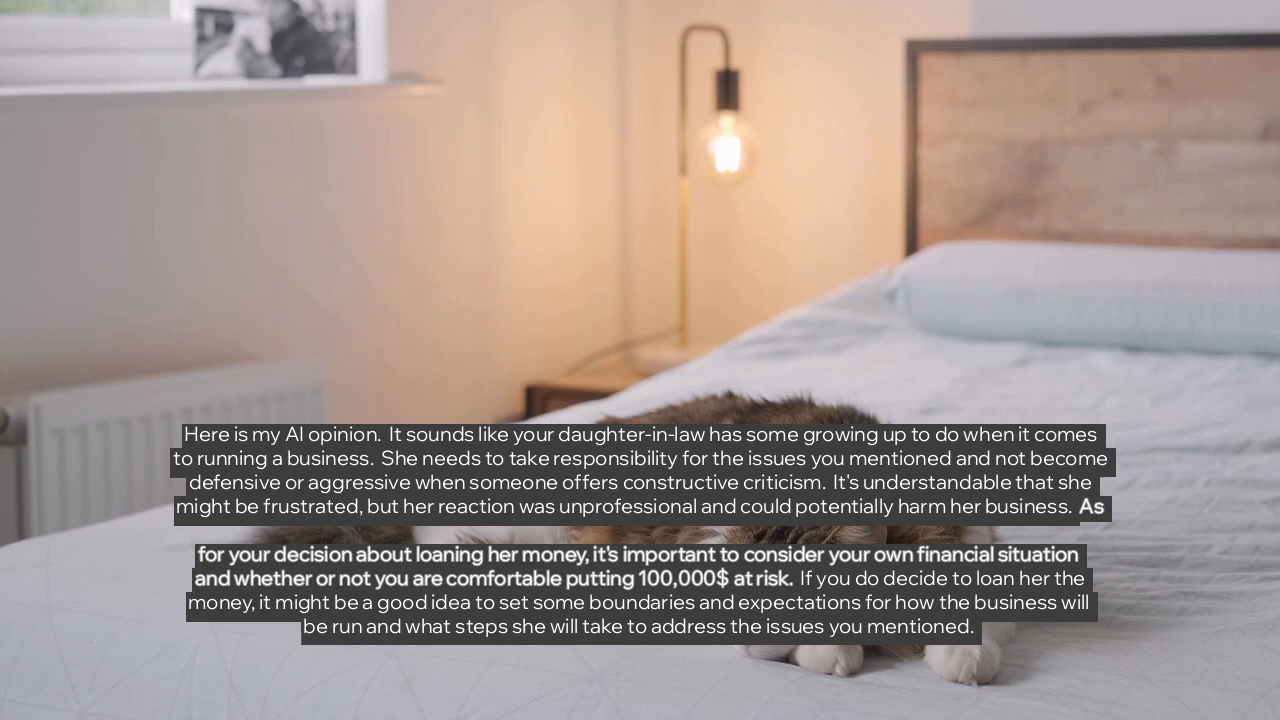 Here is my AI opinion. It sounds like your daughter-in-law has some growing up to do when it comes
to running a business. She needs to take responsibility for the issues you mentioned and not become
defensive or aggressive when someone offers constructive criticism. It's understandable that she
might be frustrated, but her reaction was unprofessional and could potentially harm her business. As
for your decision about loaning her money, it's important to consider your own financial situation
and whether or not you are comfortable putting 100,000$ at risk. If you do decide to loan her the
money, it might be a good idea to set some boundaries and expectations for how the business will
be run and what steps she will take to address the issues you mentioned.